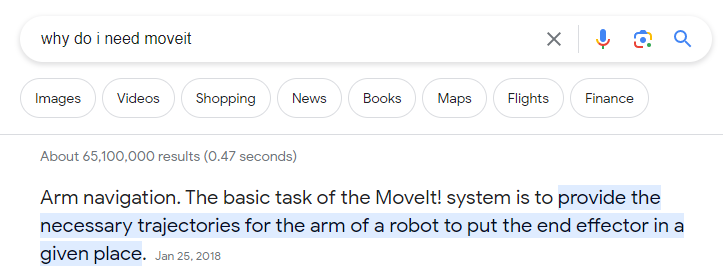 why do i need moveit
Images Videos Shopping News Books Maps Flights Finance
About 65,100,000 results (0.47 seconds)
Arm navigation. The basic task of the MoveIt! system is to provide the
necessary trajectories for the arm of a robot to put the end effector in a
given place. Jan 25, 2018